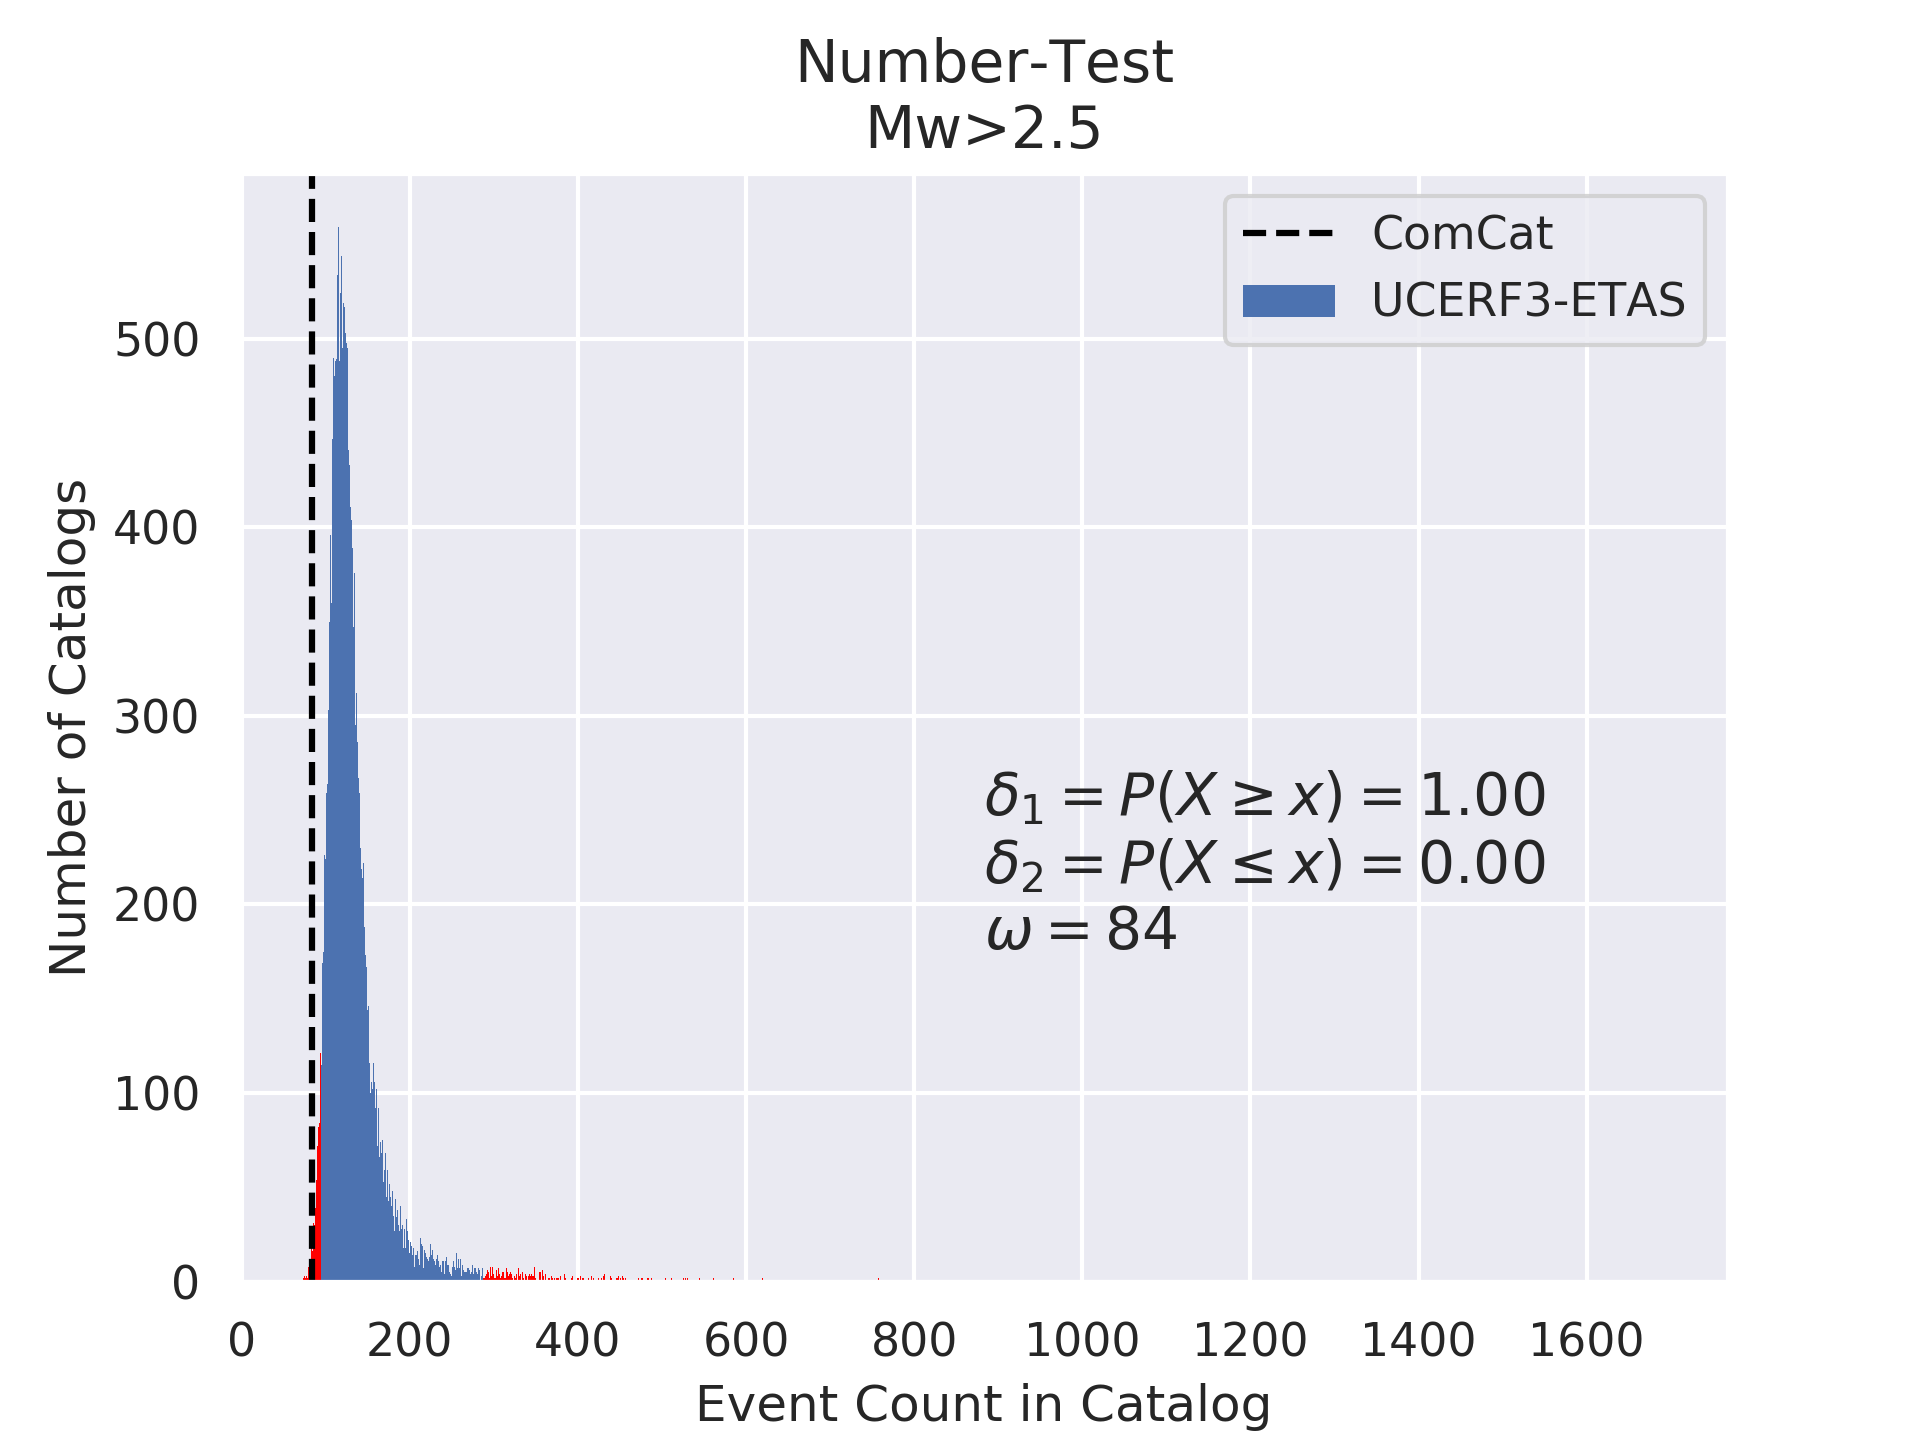 Number-Test
Mw>2.5
ComCat
UCERF3-ETAS
500
400
300
200
100
0
Number of Catalogs
δ₁ = P(X ≥ x) = 1.00
δ₂ = P(X ≤ x) = 0.00
ω = 84
0 200 400 600 800 1000 1200 1400 1600
Event Count in Catalog